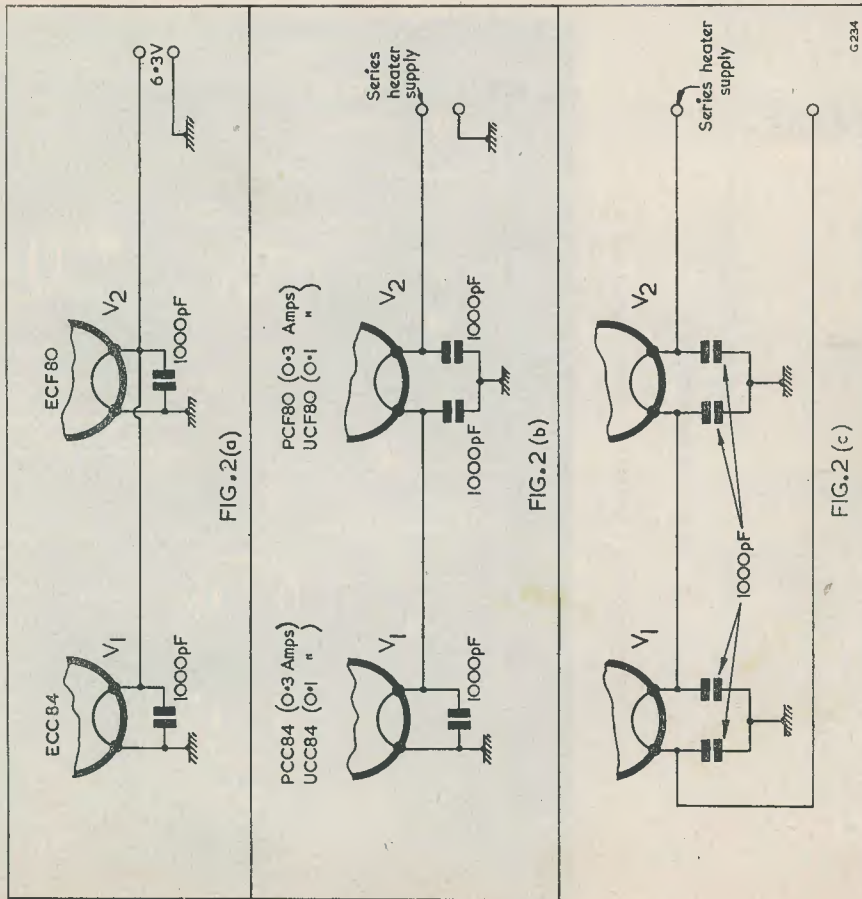 ECC84
V1
1000pF
ECF80
V2
1000pF
6·3V
FIG.2(a)
PCC84 (0·3 Amps)
UCC84 (0·1 " )
V1
1000pF
PCF80 (0·3 Amps)
UCF80 (0·1 " )
V2
1000pF
1000pF
Series
heater
supply
FIG.2(b)
V1
1000pF
V2
Series heater
supply
FIG.2(c)
G234